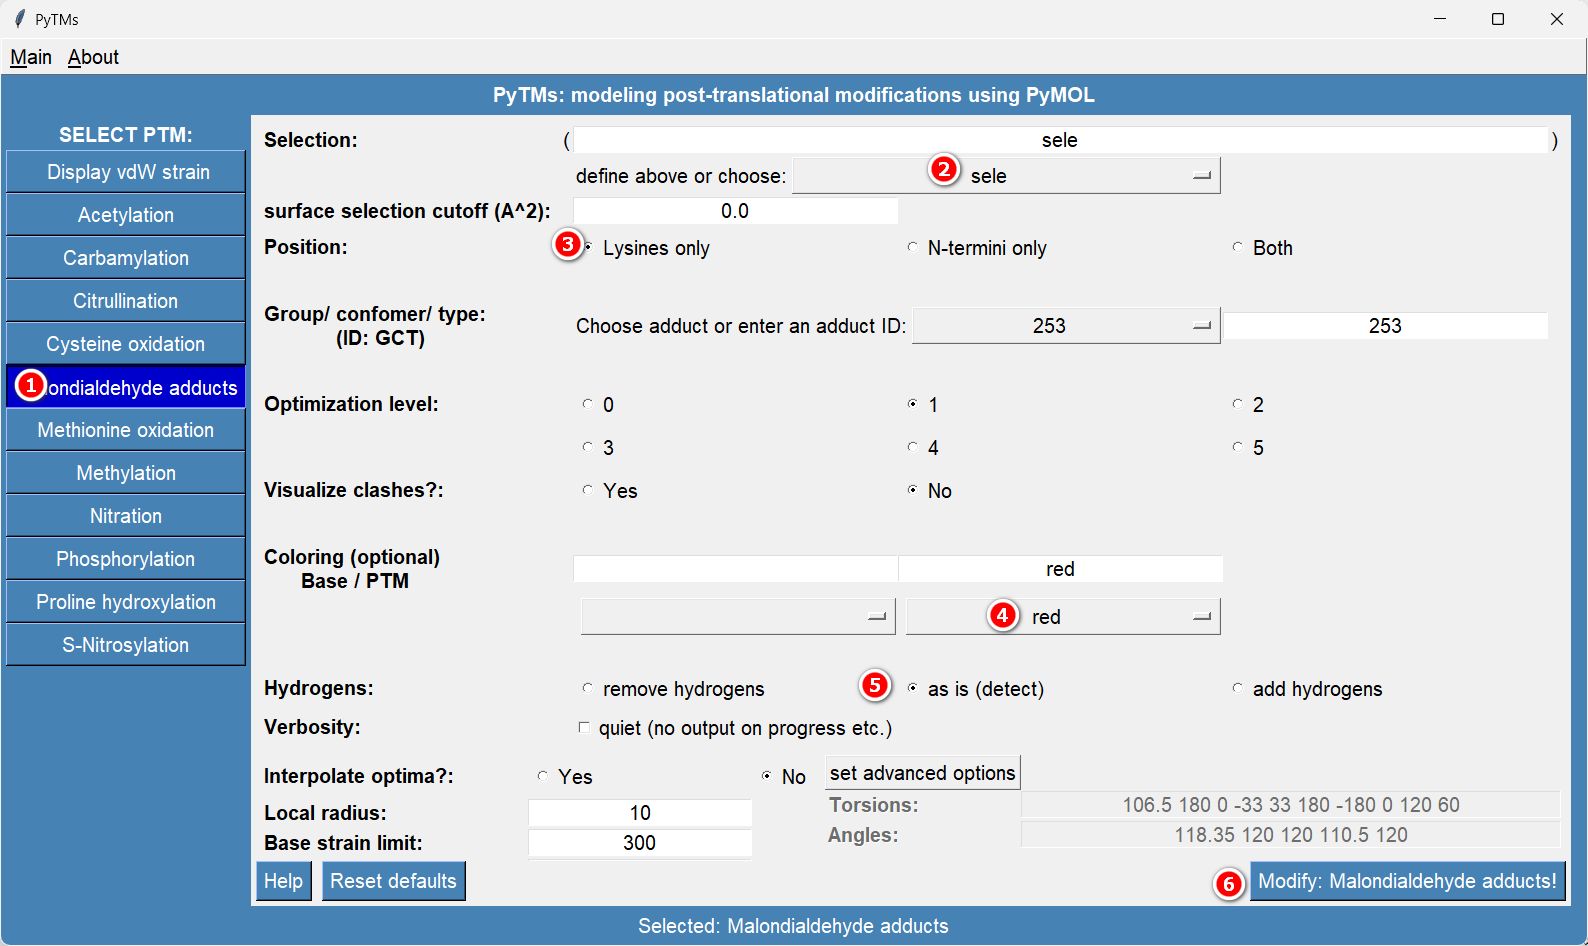 PyTMs
Main About
PyTMs: modeling post-translational modifications using PyMOL
SELECT PTM:
Display vdW strain
Acetylation
Carbamylation
Citrullination
Cysteine oxidation
1 ondialdehyde adducts
Methionine oxidation
Methylation
Nitration
Phosphorylation
Proline hydroxylation
S-Nitrosylation
Selection: ( sele )
define above or choose: 2 sele
surface selection cutoff (A^2): 0.0
Position: 3 Lysines only N-termini only Both
Group/ confomer/ type:
(ID: GCT)
Choose adduct or enter an adduct ID: 253 253
Optimization level: 0 1 2
3 4 5
Visualize clashes?: Yes No
Coloring (optional)
Base / PTM
red
4 red
Hydrogens: remove hydrogens 5 as is (detect) add hydrogens
Verbosity: quiet (no output on progress etc.)
Interpolate optima?: Yes No set advanced options
Local radius: 10
Torsions: 106.5 180 0 -33 33 180 -180 0 120 60
Base strain limit: 300
Angles: 118.35 120 120 110.5 120
Help Reset defaults 6 Modify: Malondialdehyde adducts!
Selected: Malondialdehyde adducts